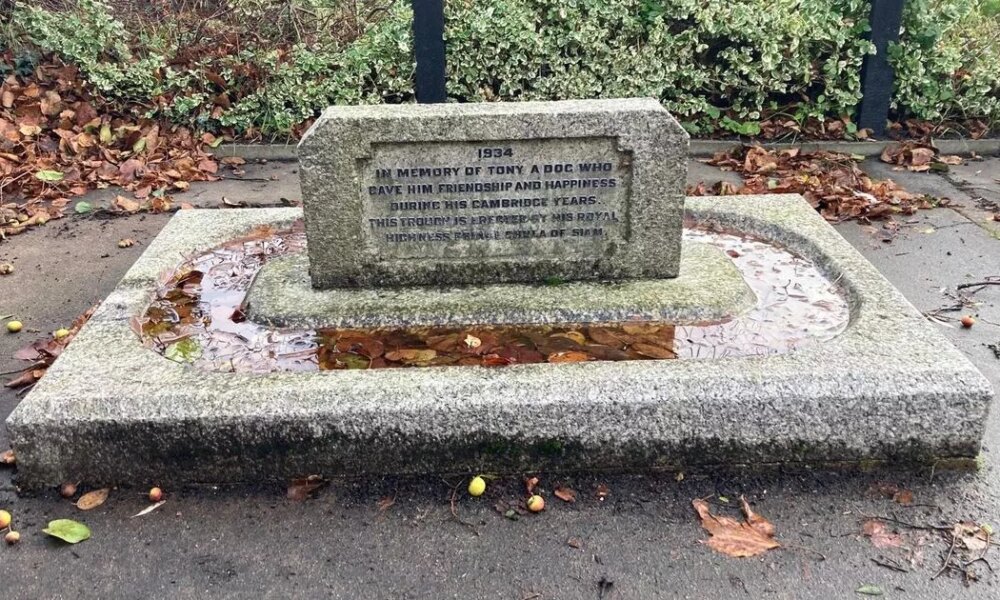 1934
IN MEMORY OF TONY A DOG WHO
GAVE HIM FRIENDSHIP AND HAPPINESS
DURING HIS CAMBRIDGE YEARS.
THIS TROUGH IS ERECTED BY HIS ROYAL
HIGHNESS PRINCE CHULA OF SIAM.